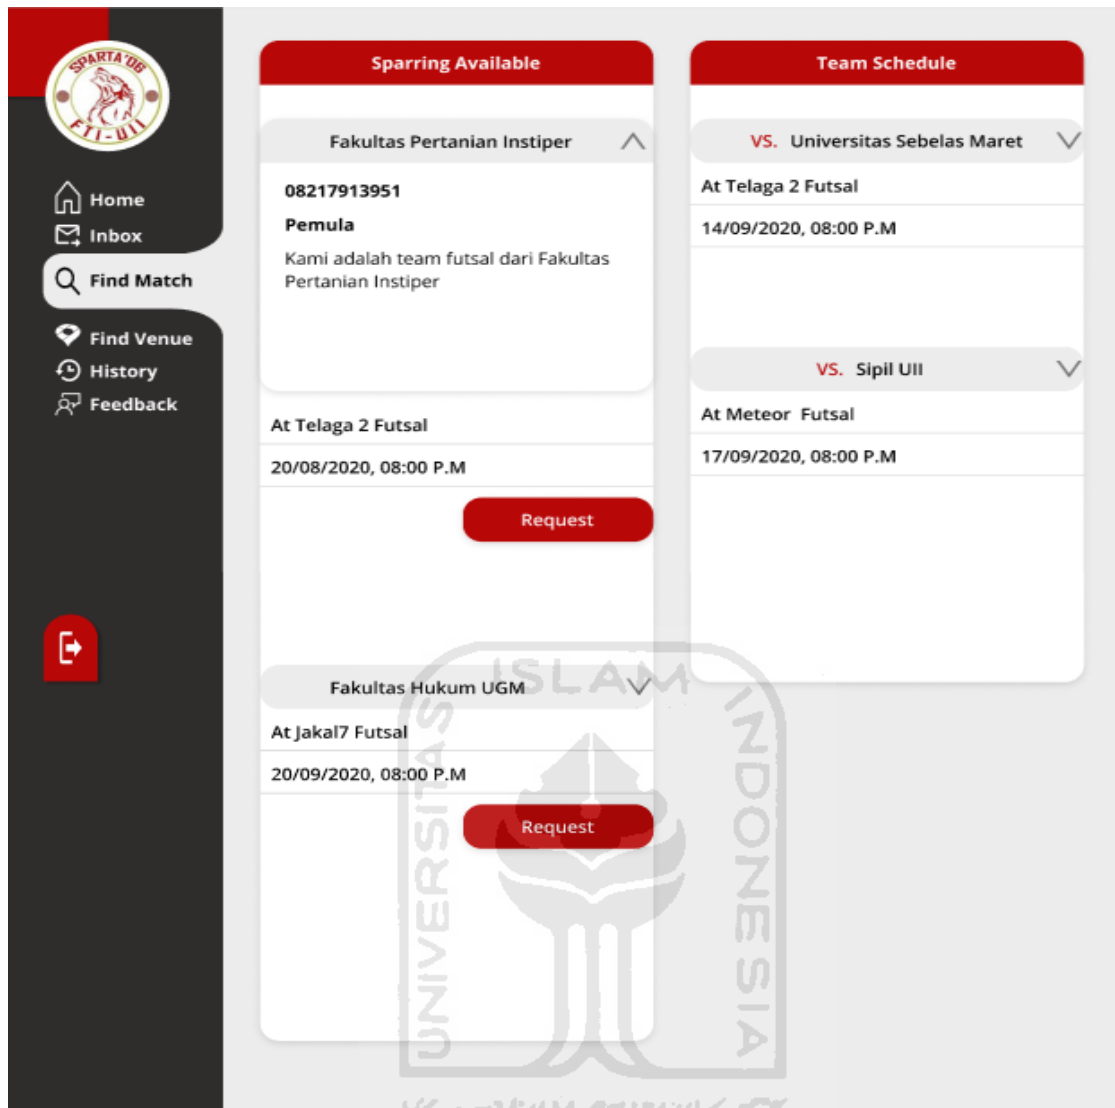 SPARTA'06
FTI-UII
Home
Inbox
Find Match
Find Venue
History
Feedback
Sparring Available
Fakultas Pertanian Instiper
08217913951
Pemula
Kami adalah team futsal dari Fakultas
Pertanian Instiper
At Telaga 2 Futsal
20/08/2020, 08:00 P.M
Request
Fakultas Hukum UGM
At Jakal7 Futsal
20/09/2020, 08:00 P.M
Request
Team Schedule
VS. Universitas Sebelas Maret
At Telaga 2 Futsal
14/09/2020, 08:00 P.M
VS. Sipil UII
At Meteor Futsal
17/09/2020, 08:00 P.M
UNIVERSITAS
ISLAM
INDONESIA